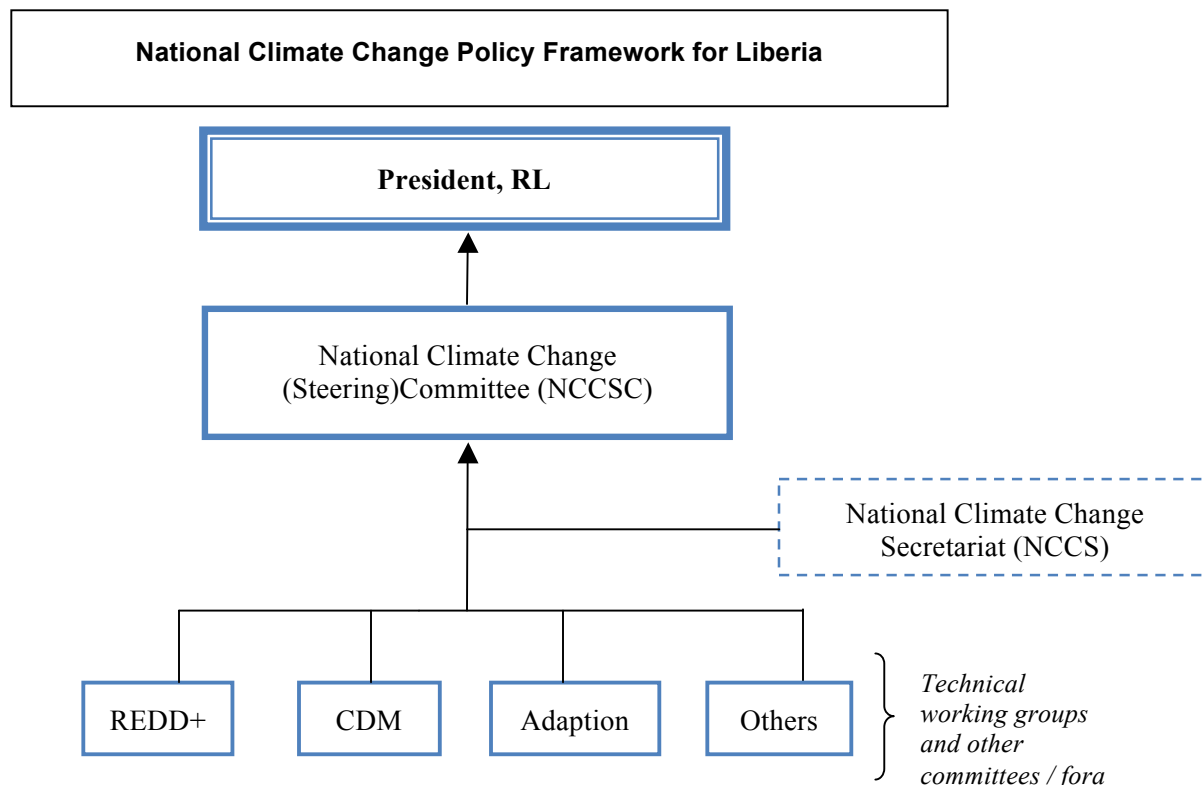 National Climate Change Policy Framework for Liberia
President, RL
National Climate Change
(Steering)Committee (NCCSC)
National Climate Change
Secretariat (NCCS)
REDD+
CDM
Adaption
Others
Technical
working groups
and other
committees / fora